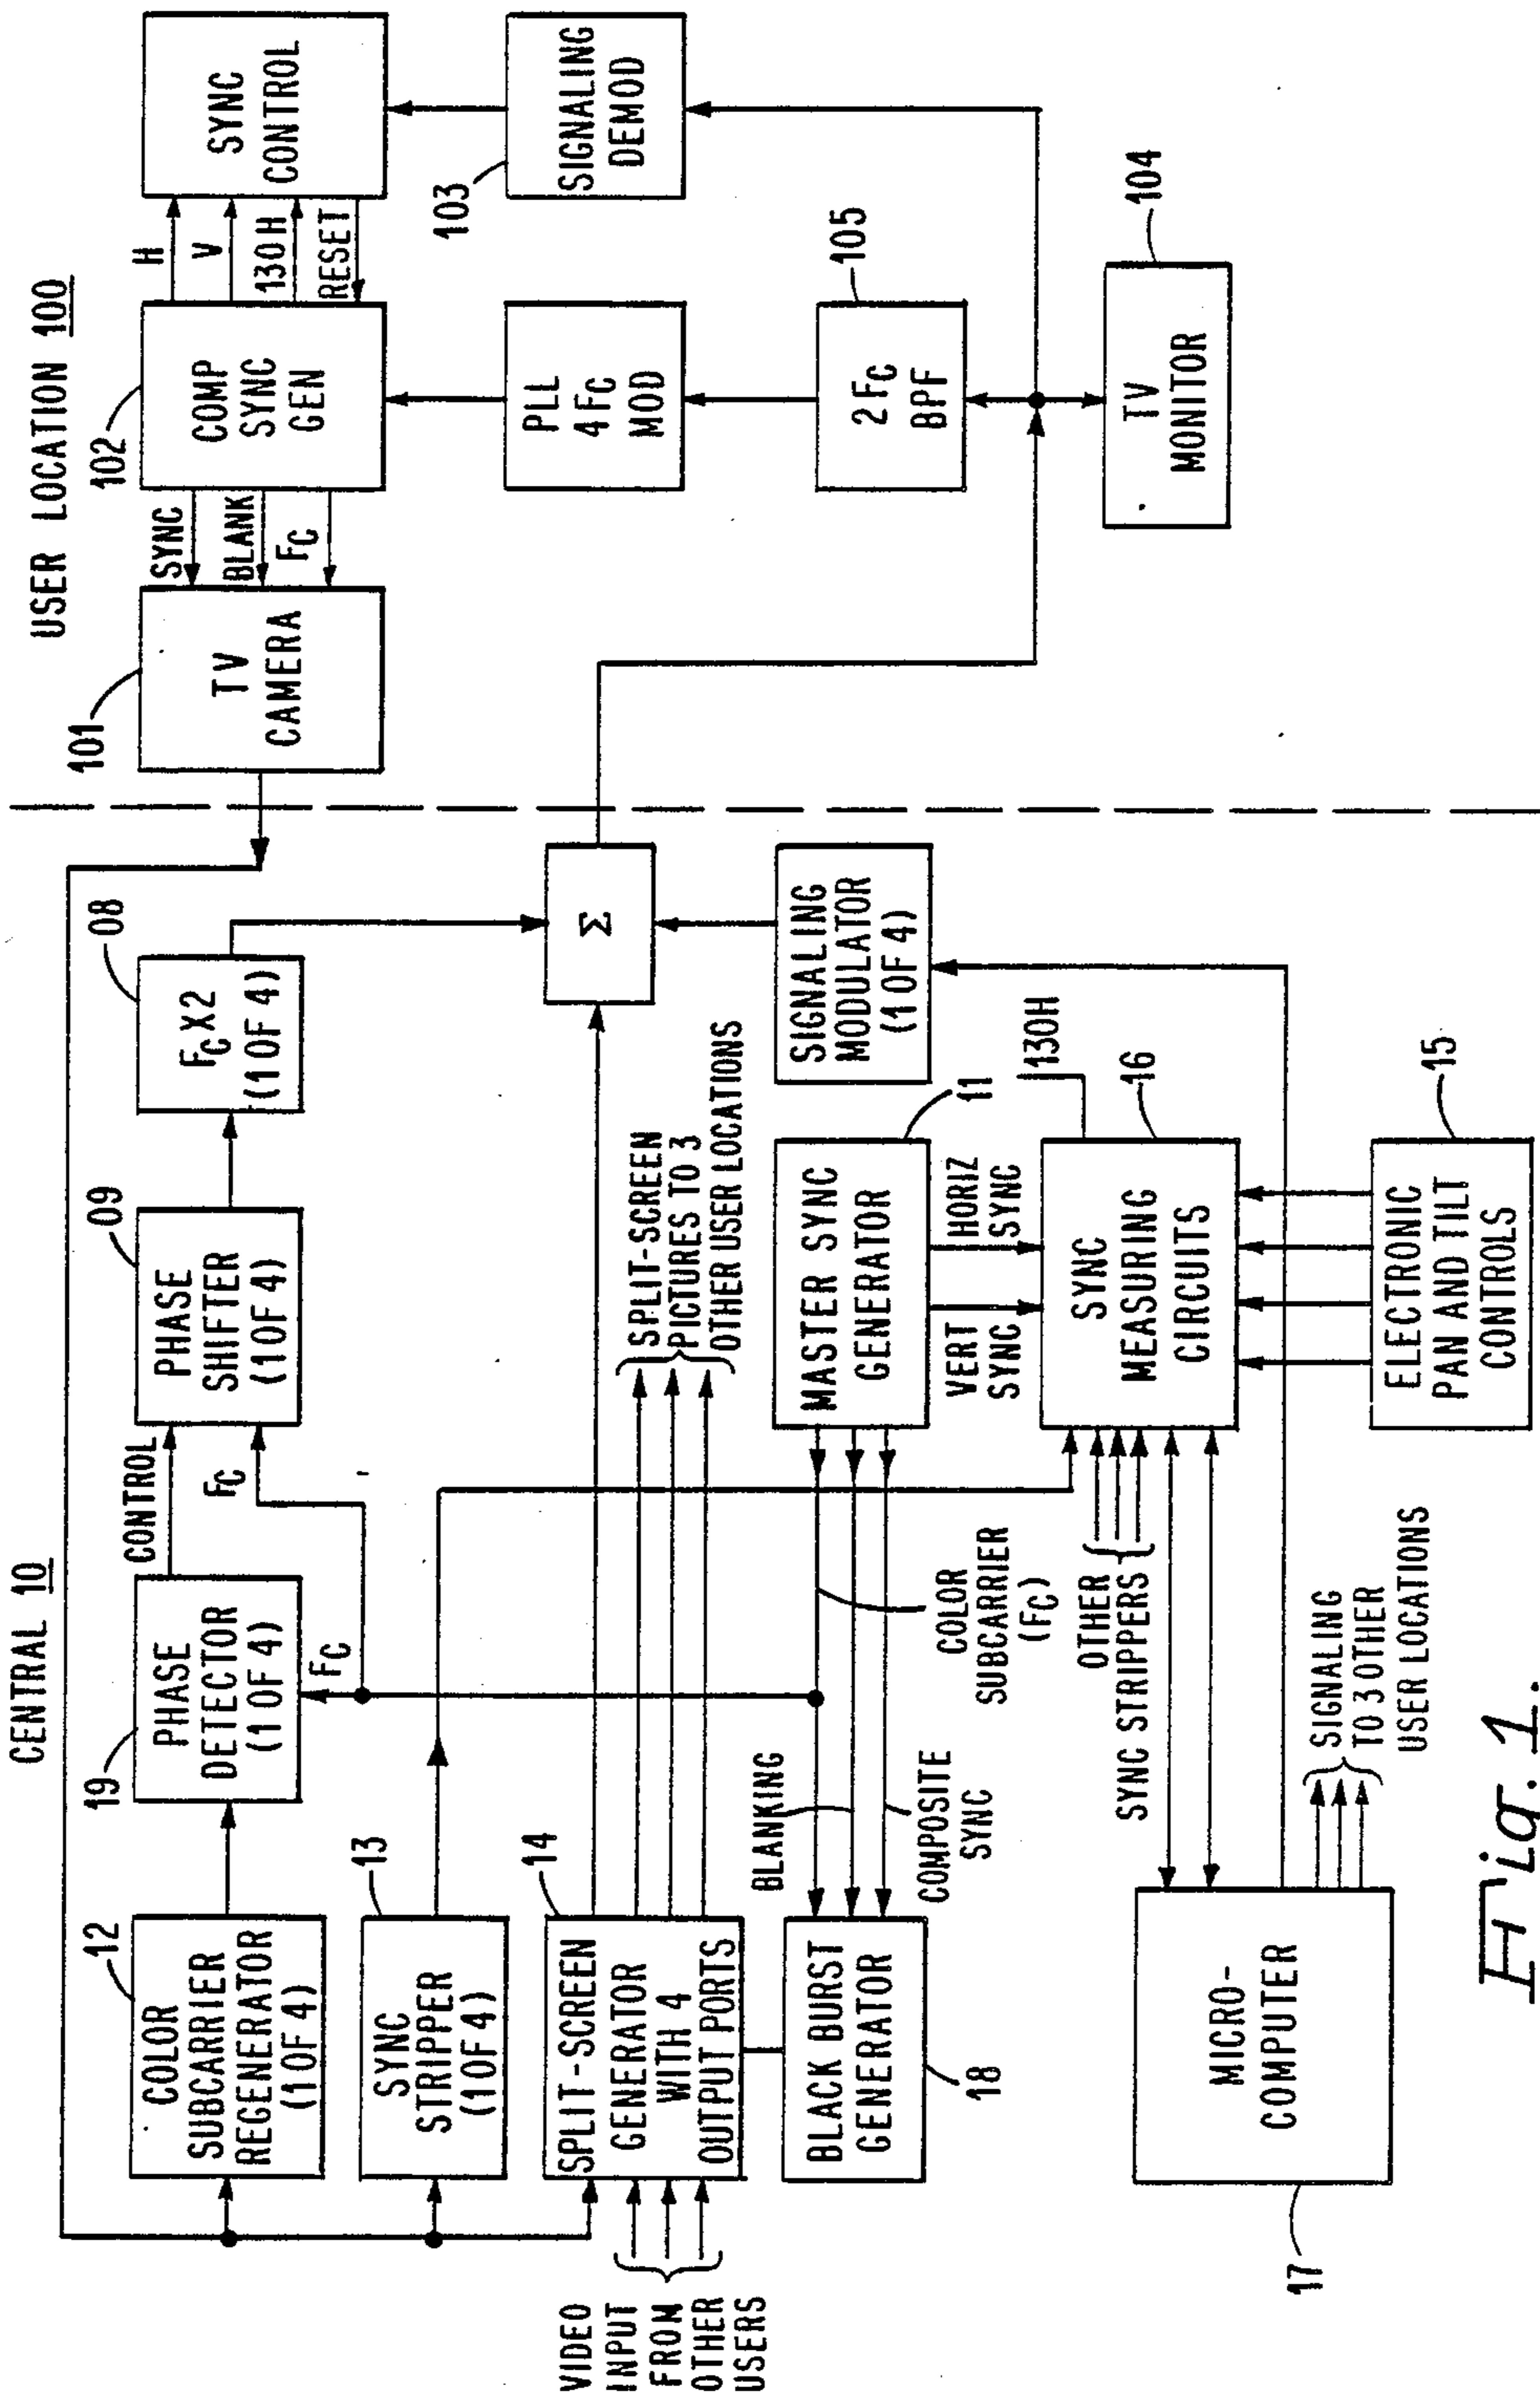 CENTRAL 10
USER LOCATION 100
12
COLOR
SUBCARRIER
REGENERATOR
(1 OF 4)
19
PHASE
DETECTOR
(1 OF 4)
CONTROL
FC
FC
09
PHASE
SHIFTER
(1 OF 4)
08
FC X2
(1 OF 4)
101
TV
CAMERA
SYNC
BLANK
FC
102
COMP
SYNC
GEN
H
V
130H
RESET
SYNC
CONTROL
13
SYNC
STRIPPER
(1 OF 4)
14
SPLIT-SCREEN
GENERATOR
WITH 4
OUTPUT PORTS
VIDEO
INPUT
FROM
OTHER
USERS
SPLIT-SCREEN
PICTURES TO 3
OTHER USER LOCATIONS
Σ
PLL
4FC
MOD
103
SIGNALING
DEMOD
BLACK BURST
GENERATOR
18
BLANKING
COMPOSITE
SYNC
COLOR
SUBCARRIER
(FC)
MASTER SYNC
GENERATOR
11
VERT
SYNC
HORIZ
SYNC
SIGNALING
MODULATOR
(1 OF 4)
2FC
BPF
105
130H
16
SYNC
MEASURING
CIRCUITS
OTHER
SYNC STRIPPERS
TV
MONITOR
104
MICRO-
COMPUTER
17
SIGNALING
TO 3 OTHER
USER LOCATIONS
ELECTRONIC
PAN AND TILT
CONTROLS
15
Fig. 1.